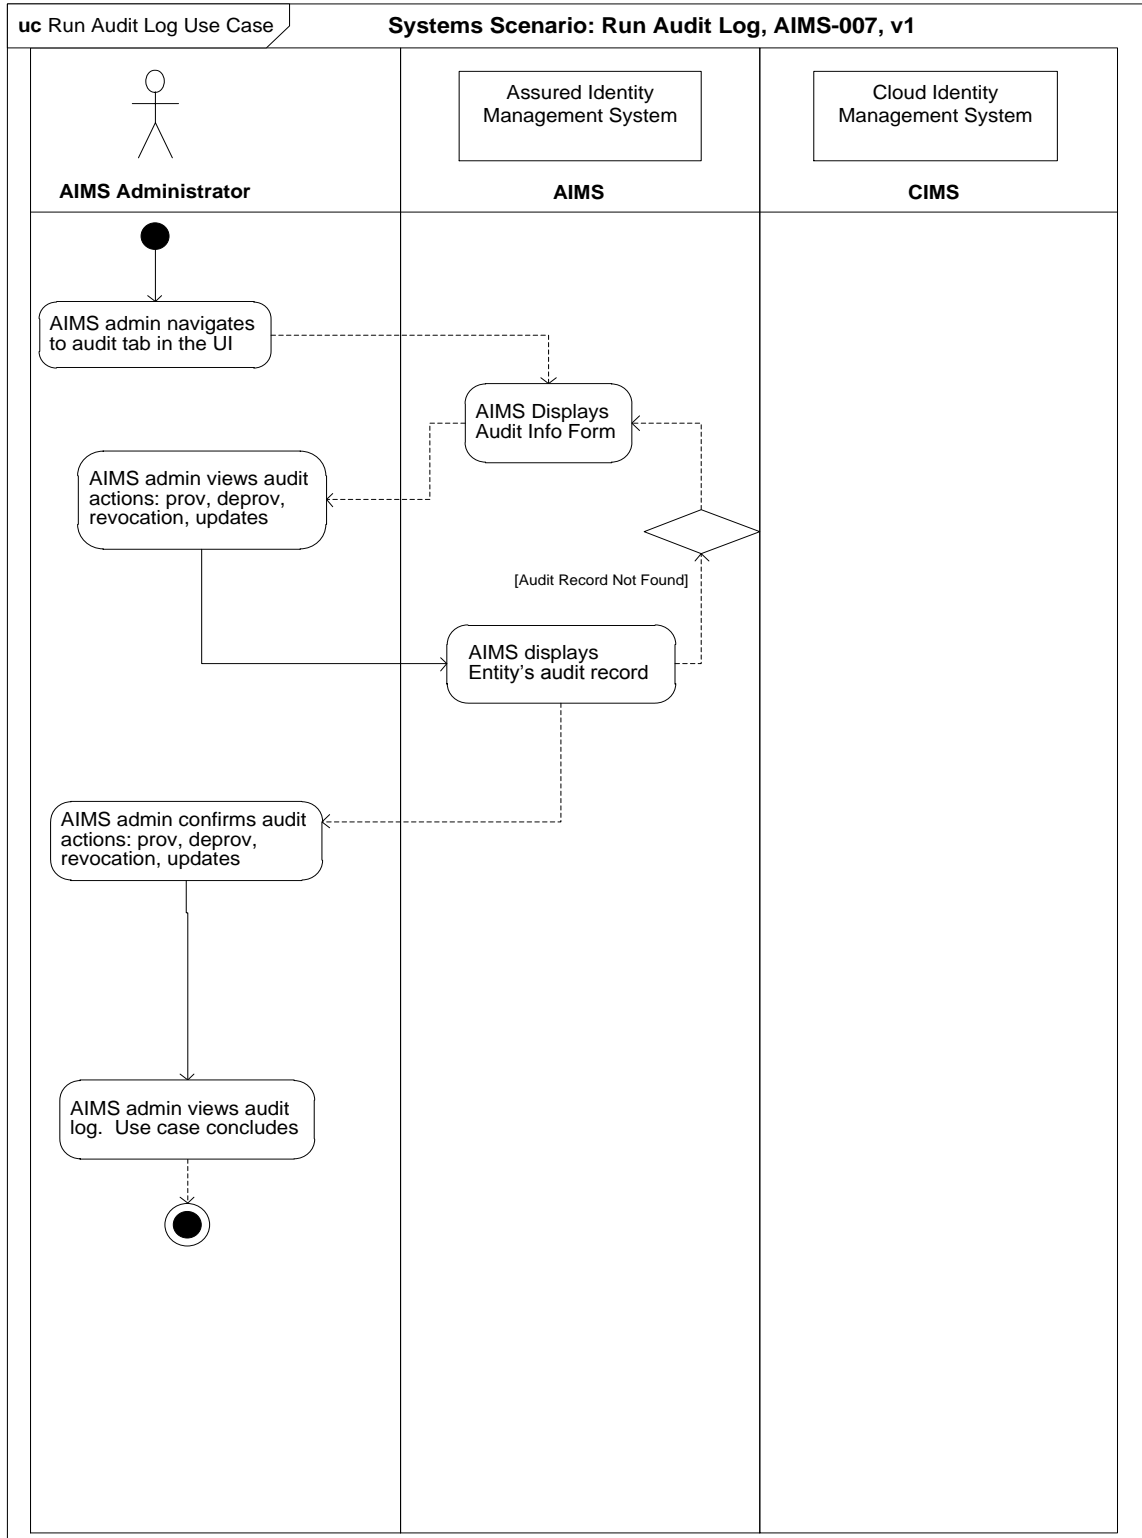 uc Run Audit Log Use Case
Systems Scenario: Run Audit Log, AIMS-007, v1
AIMS Administrator
Assured Identity
Management System
AIMS
Cloud Identity
Management System
CIMS
AIMS admin navigates
to audit tab in the UI
AIMS Displays
Audit Info Form
AIMS admin views audit
actions: prov, deprov,
revocation, updates
[Audit Record Not Found]
AIMS displays
Entity’s audit record
AIMS admin confirms audit
actions: prov, deprov,
revocation, updates
AIMS admin views audit
log.  Use case concludes